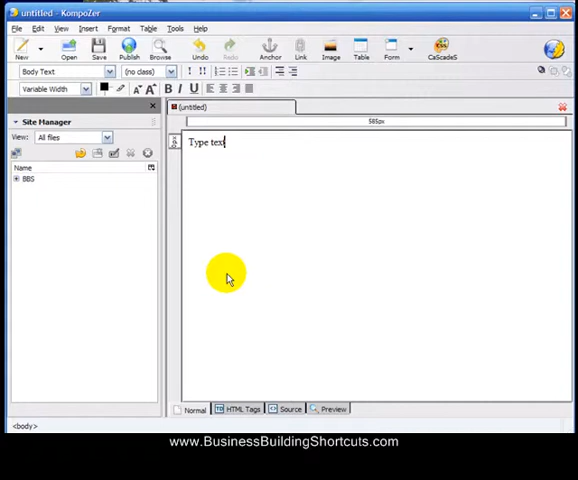 untitled - KompoZer
File Edit View Insert Format Table Tools Help
New Open Save Publish Browse Undo Redo Anchor Link Image Table Form CaScadeS
Body Text (no class)
Variable Width A A B I U
Site Manager
(untitled)
585px
View: All files
Name
BBS
Type text
Normal HTML Tags Source Preview
<body>
www.BusinessBuildingShortcuts.com